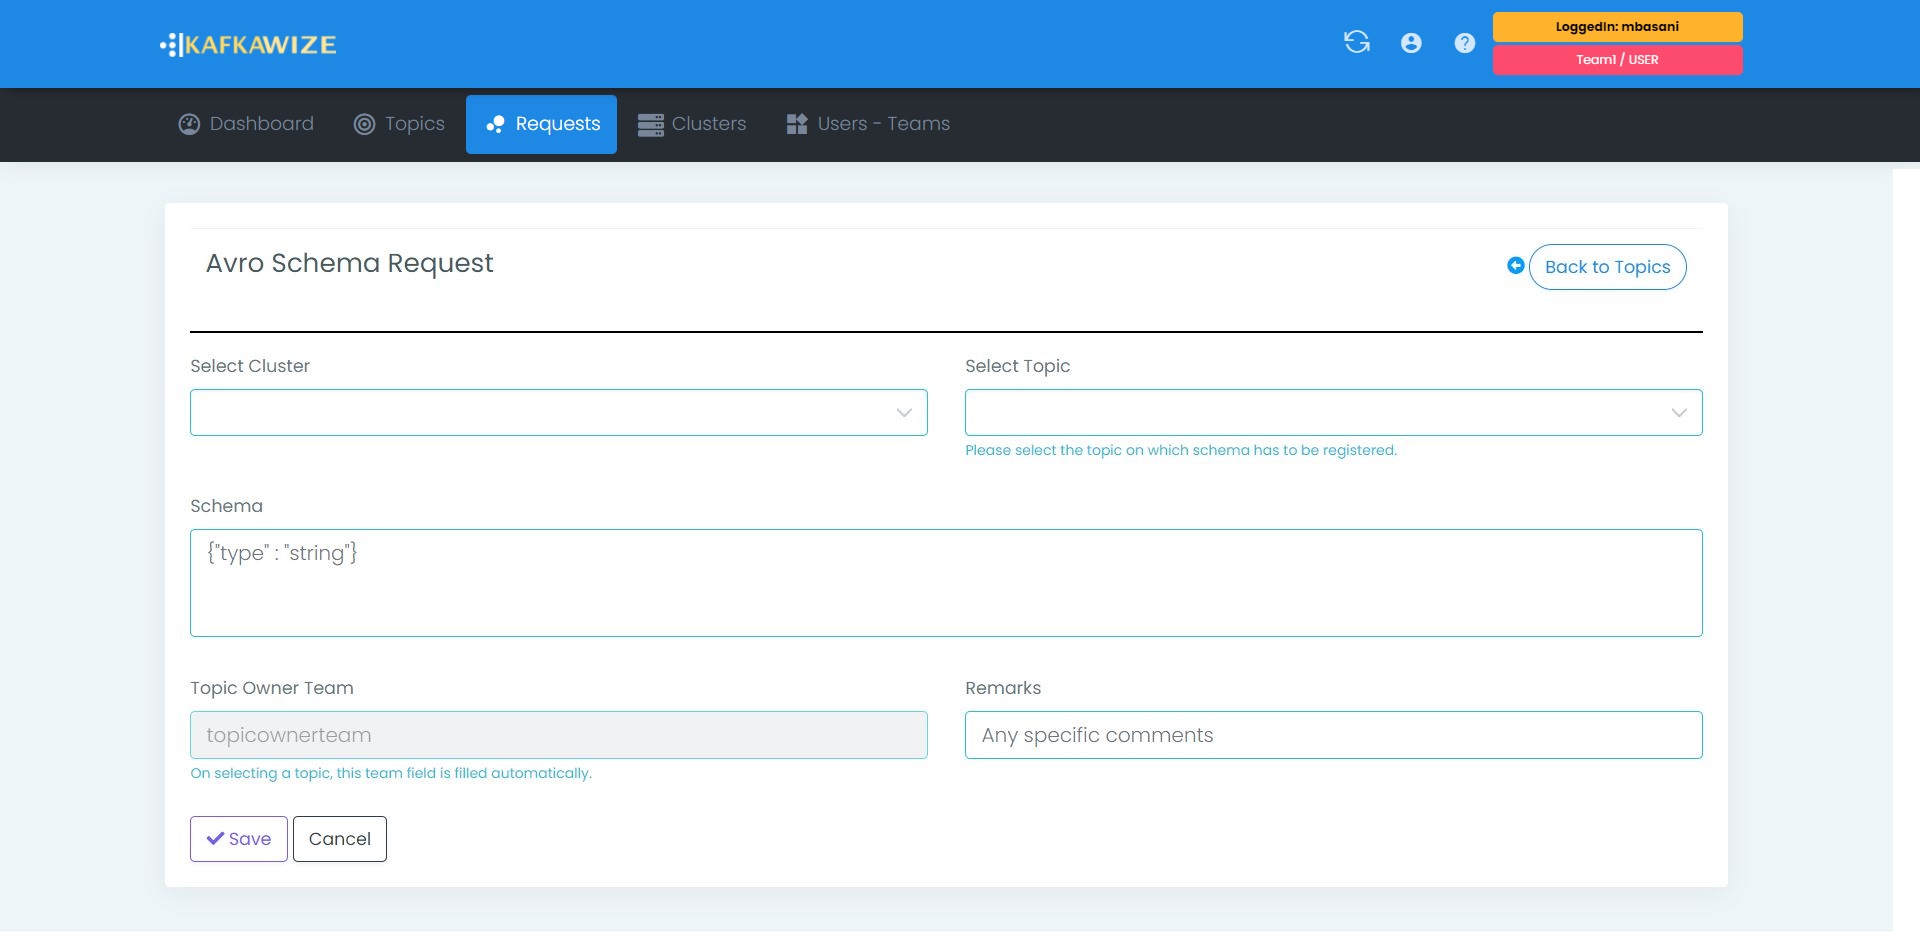 KAFKAWIZE
LoggedIn: mbasani
Team1 / USER
Dashboard
Topics
Requests
Clusters
Users - Teams
Avro Schema Request
Back to Topics
Select Cluster
Select Topic
Please select the topic on which schema has to be registered.
Schema
{"type" : "string"}
Topic Owner Team
Remarks
topicownerteam
Any specific comments
On selecting a topic, this team field is filled automatically.
Save
Cancel